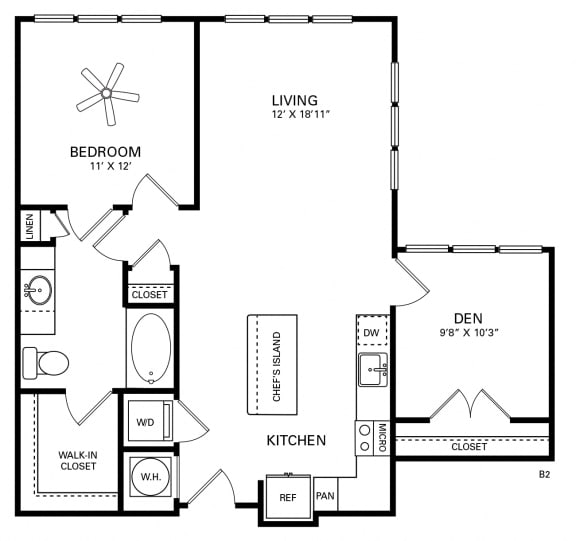 LIVING
12' X 18'11"
BEDROOM
11' X 12'
LINEN
CLOSET
DEN
9'8" X 10'3"
DW
CHEF'S ISLAND
W/D
KITCHEN
MICRO
CLOSET
WALK-IN
CLOSET
W.H.
REF
PAN
B2